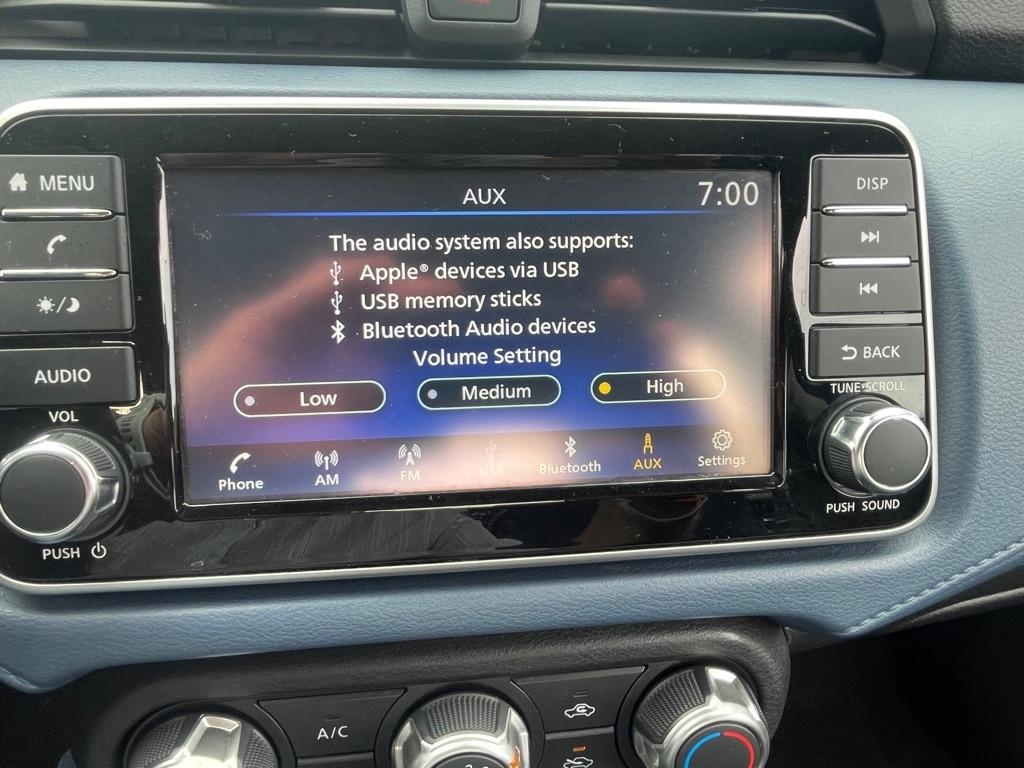 MENU
AUDIO
VOL
PUSH
AUX 7:00
The audio system also supports:
Apple® devices via USB
USB memory sticks
Bluetooth Audio devices
Volume Setting
Low Medium High
Phone AM FM USB Bluetooth AUX Settings
DISP
BACK
TUNE·SCROLL
PUSH SOUND
A/C